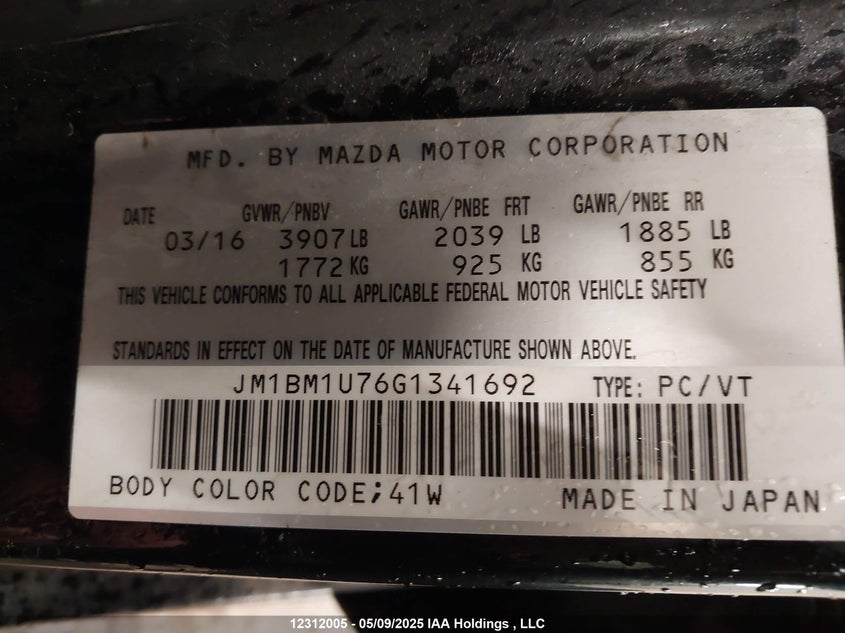 MFD. BY MAZDA MOTOR CORPORATION
DATE GVWR/PNBV GAWR/PNBE FRT GAWR/PNBE RR
03/16 3907 LB 2039 LB 1885 LB
1772 KG 925 KG 855 KG
THIS VEHICLE CONFORMS TO ALL APPLICABLE FEDERAL MOTOR VEHICLE SAFETY
STANDARDS IN EFFECT ON THE DATE OF MANUFACTURE SHOWN ABOVE.
JM1BM1U76G1341692 TYPE: PC/VT
BODY COLOR CODE;41W MADE IN JAPAN
12312005 - 05/09/2025 IAA Holdings , LLC